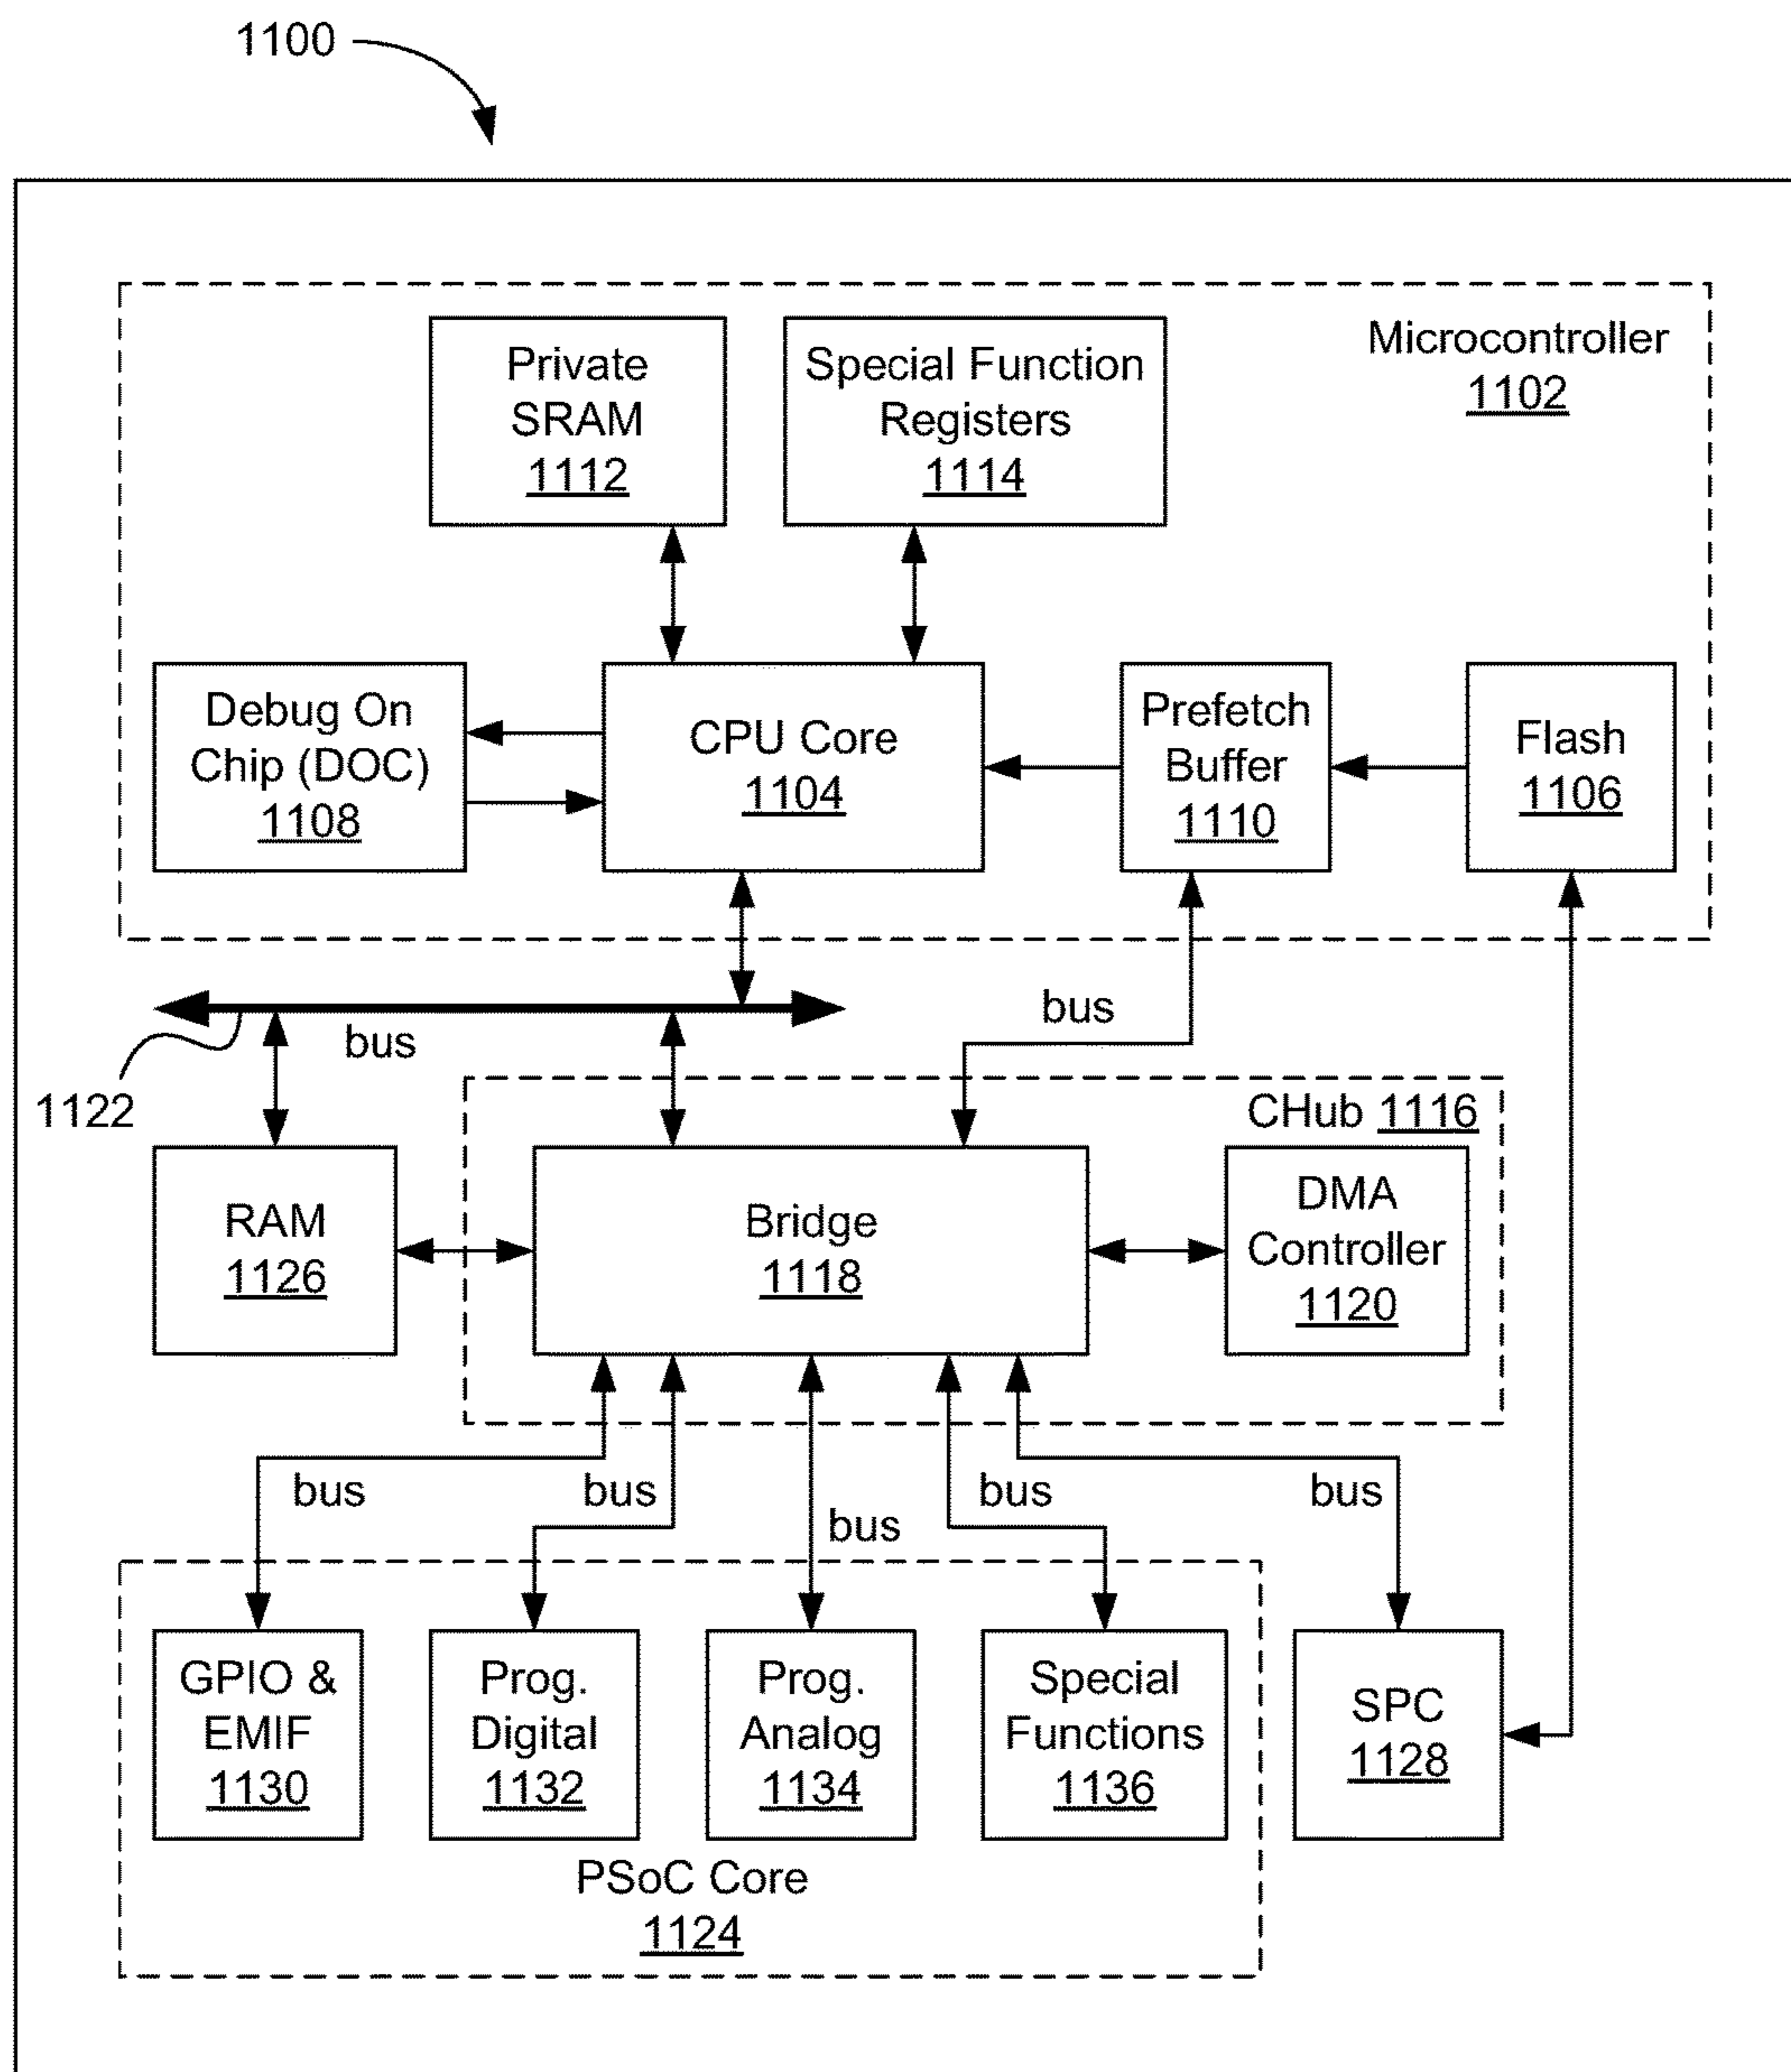 1100
Microcontroller
1102
Private
SRAM
1112
Special Function
Registers
1114
Debug On
Chip (DOC)
1108
CPU Core
1104
Prefetch
Buffer
1110
Flash
1106
bus
bus
1122
CHub 1116
RAM
1126
Bridge
1118
DMA
Controller
1120
bus
bus
bus
bus
bus
GPIO &
EMIF
1130
Prog.
Digital
1132
Prog.
Analog
1134
Special
Functions
1136
SPC
1128
PSoC Core
1124